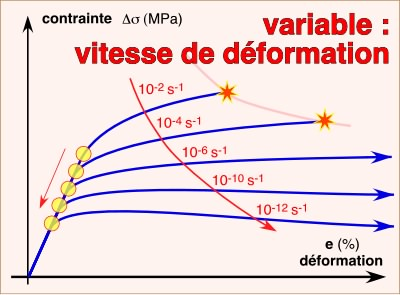 contrainte Δσ (MPa)
variable :
vitesse de déformation
10-2 s-1
10-4 s-1
10-6 s-1
10-10 s-1
10-12 s-1
e (%)
déformation